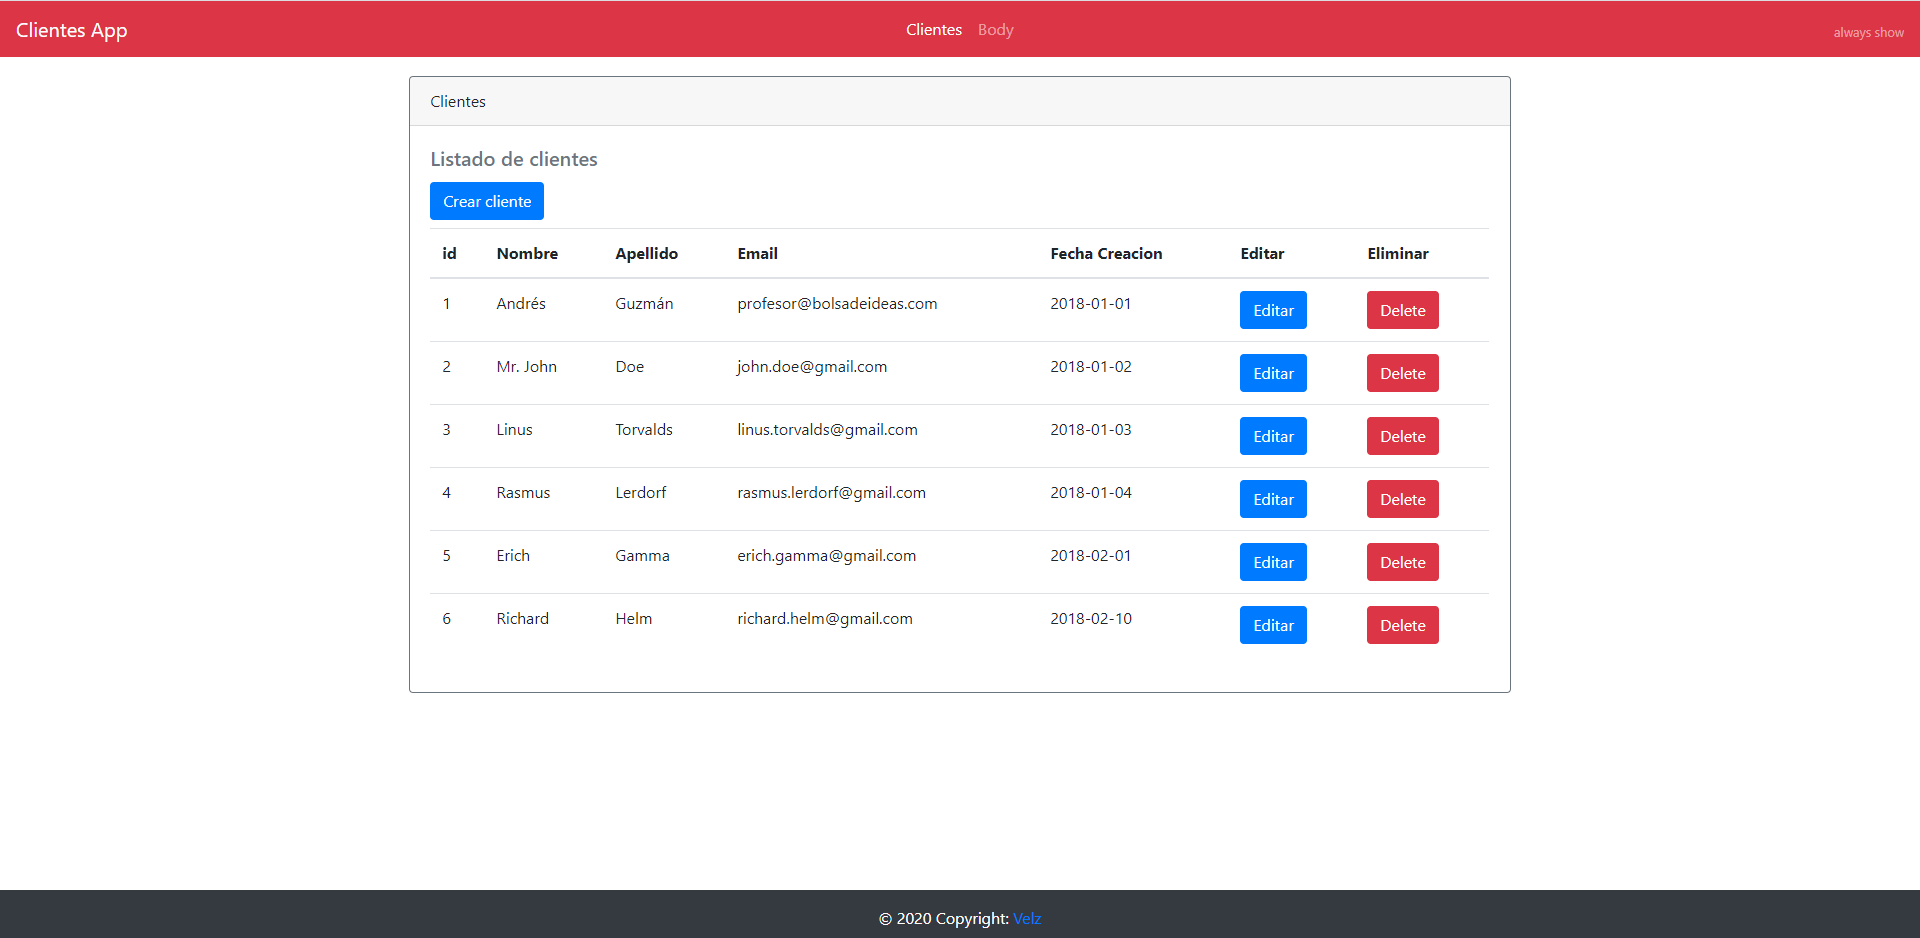 Clientes App Clientes Body always show
Clientes
Listado de clientes
Crear cliente
id Nombre Apellido Email Fecha Creacion Editar Eliminar
1 Andrés Guzmán profesor@bolsadeideas.com 2018-01-01 Editar Delete
2 Mr. John Doe john.doe@gmail.com 2018-01-02 Editar Delete
3 Linus Torvalds linus.torvalds@gmail.com 2018-01-03 Editar Delete
4 Rasmus Lerdorf rasmus.lerdorf@gmail.com 2018-01-04 Editar Delete
5 Erich Gamma erich.gamma@gmail.com 2018-02-01 Editar Delete
6 Richard Helm richard.helm@gmail.com 2018-02-10 Editar Delete
© 2020 Copyright: Velz